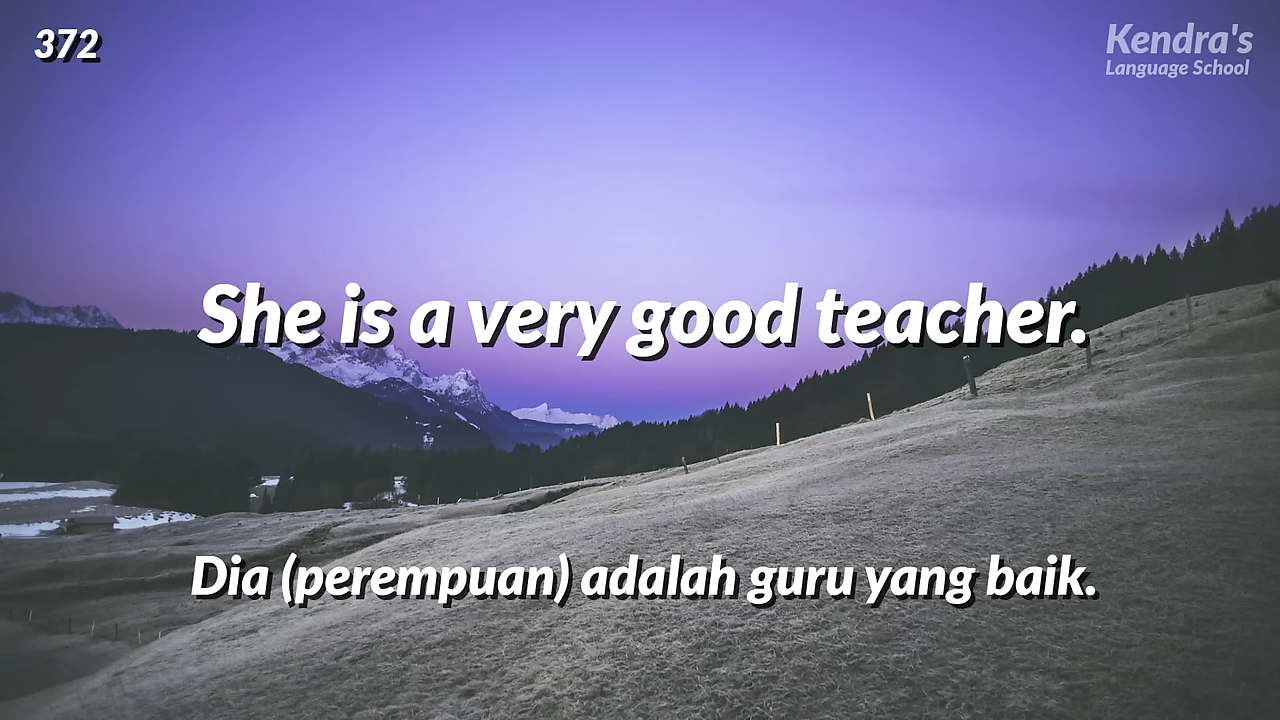 372
Kendra's
Language School
She is a very good teacher.
Dia (perempuan) adalah guru yang baik.